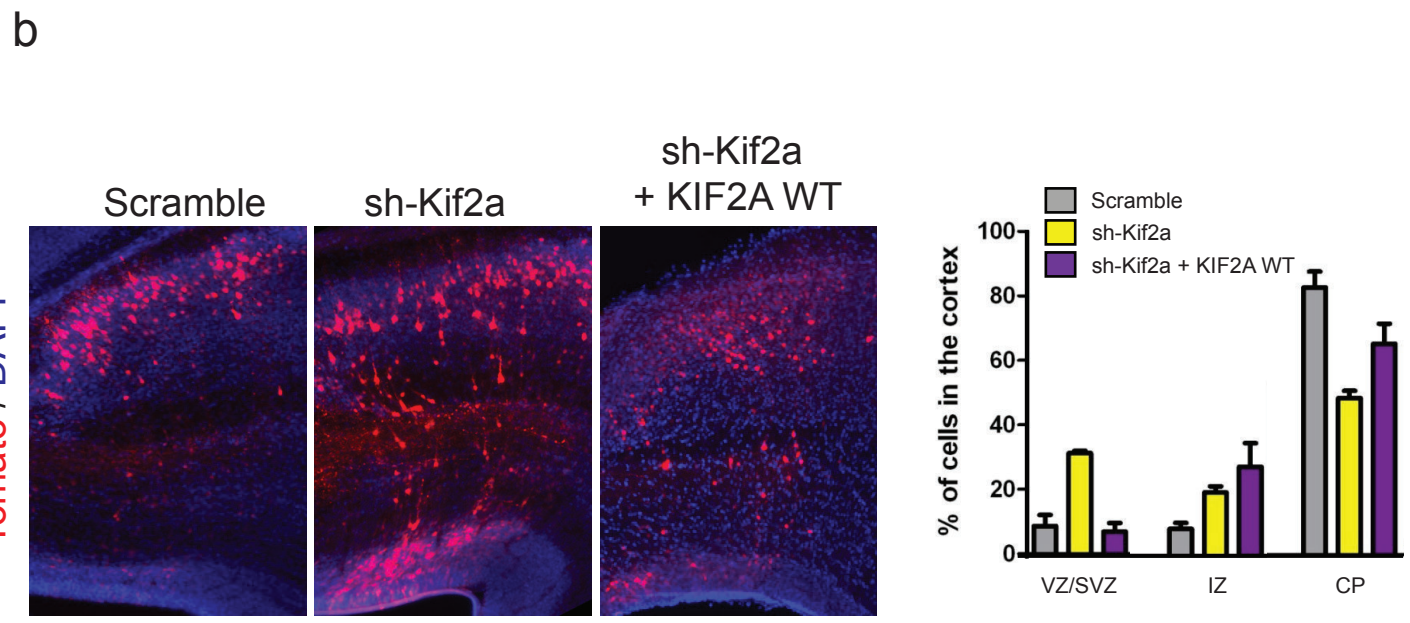 b
Scramble
sh-Kif2a
sh-Kif2a
+ KIF2A WT
Scramble
sh-Kif2a
sh-Kif2a + KIF2A WT
% of cells in the cortex
100
80
60
40
20
0
VZ/SVZ
IZ
CP